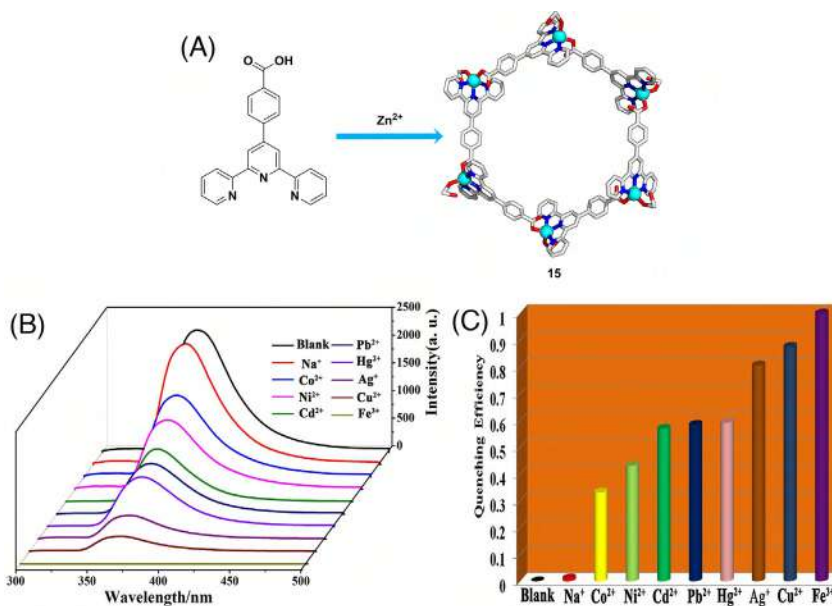 (A)
O
OH
N
N
N
Zn²⁺
15
(B)
Blank
Na⁺
Co²⁺
Ni²⁺
Cd²⁺
Pb²⁺
Hg²⁺
Ag⁺
Cu²⁺
Fe³⁺
2500
2000
1500
1000
500
0
Intensity(a. u.)
300
350
400
450
500
Wavelength/nm
(C)
1
0.9
0.8
0.7
0.6
0.5
0.4
0.3
0.2
0.1
0
Quenching Efficiency
Blank Na⁺ Co²⁺ Ni²⁺ Cd²⁺ Pb²⁺ Hg²⁺ Ag⁺ Cu²⁺ Fe³⁺